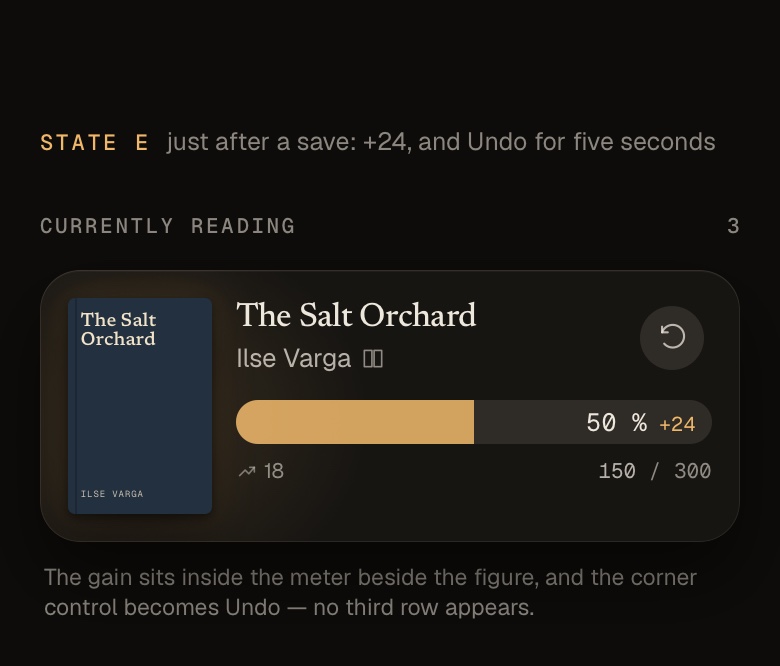 STATE E just after a save: +24, and Undo for five seconds
CURRENTLY READING 3
The Salt
Orchard
ILSE VARGA
The Salt Orchard
Ilse Varga
50 % +24
18 150 / 300
The gain sits inside the meter beside the figure, and the corner
control becomes Undo — no third row appears.